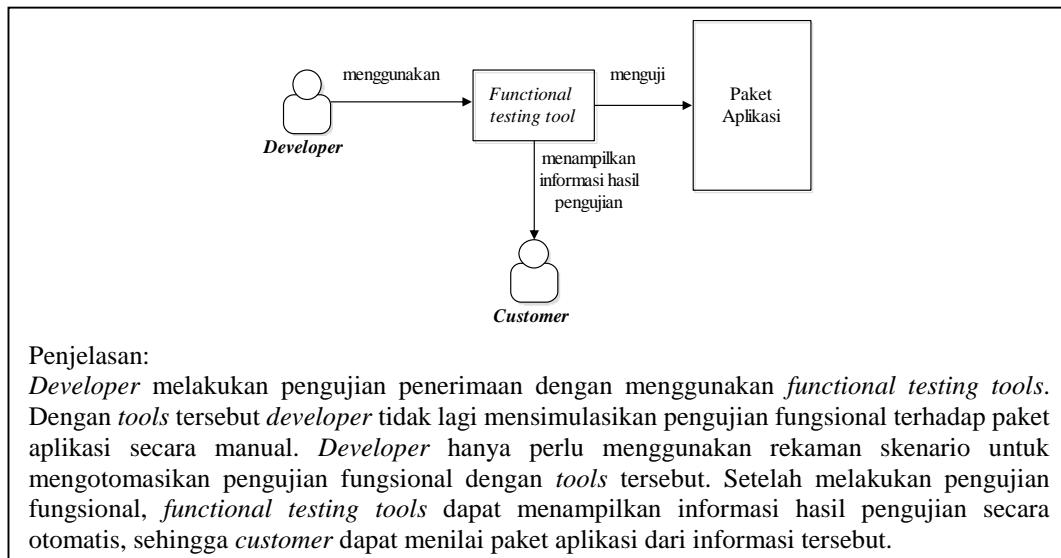 menggunakan
menguji
Functional
testing tool
Paket
Aplikasi
Developer
menampilkan
informasi hasil
pengujian
Customer
Penjelasan:
Developer melakukan pengujian penerimaan dengan menggunakan functional testing tools.
Dengan tools tersebut developer tidak lagi mensimulasikan pengujian fungsional terhadap paket
aplikasi secara manual. Developer hanya perlu menggunakan rekaman skenario untuk
mengotomasikan pengujian fungsional dengan tools tersebut. Setelah melakukan pengujian
fungsional, functional testing tools dapat menampilkan informasi hasil pengujian secara
otomatis, sehingga customer dapat menilai paket aplikasi dari informasi tersebut.